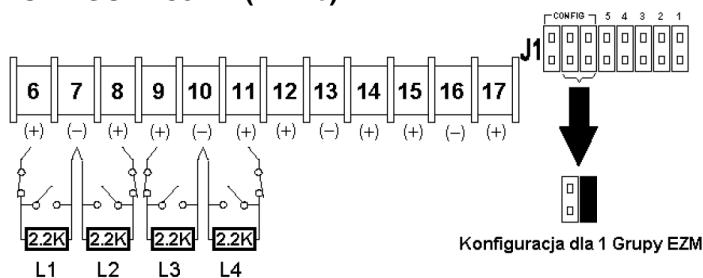 CONFIG 5 4 3 2 1
J1
6 7 8 9 10 11 12 13 14 15 16 17
(+) (−) (+) (+) (−) (+) (+) (−) (+) (+) (−) (+)
2.2K 2.2K 2.2K 2.2K
L1 L2 L3 L4
Konfiguracja dla 1 Grupy EZM